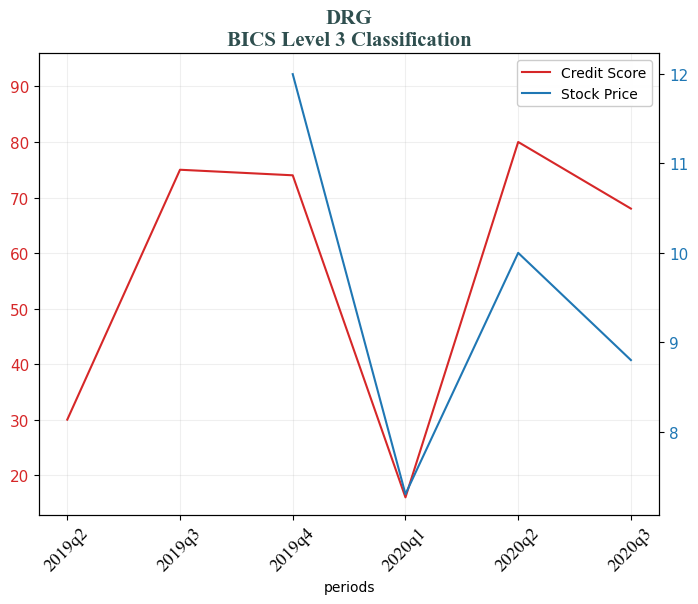 DRG
BICS Level 3 Classification
Credit Score
Stock Price
90
80
70
60
50
40
30
20
12
11
10
9
8
2019q2
2019q3
2019q4
2020q1
2020q2
2020q3
periods